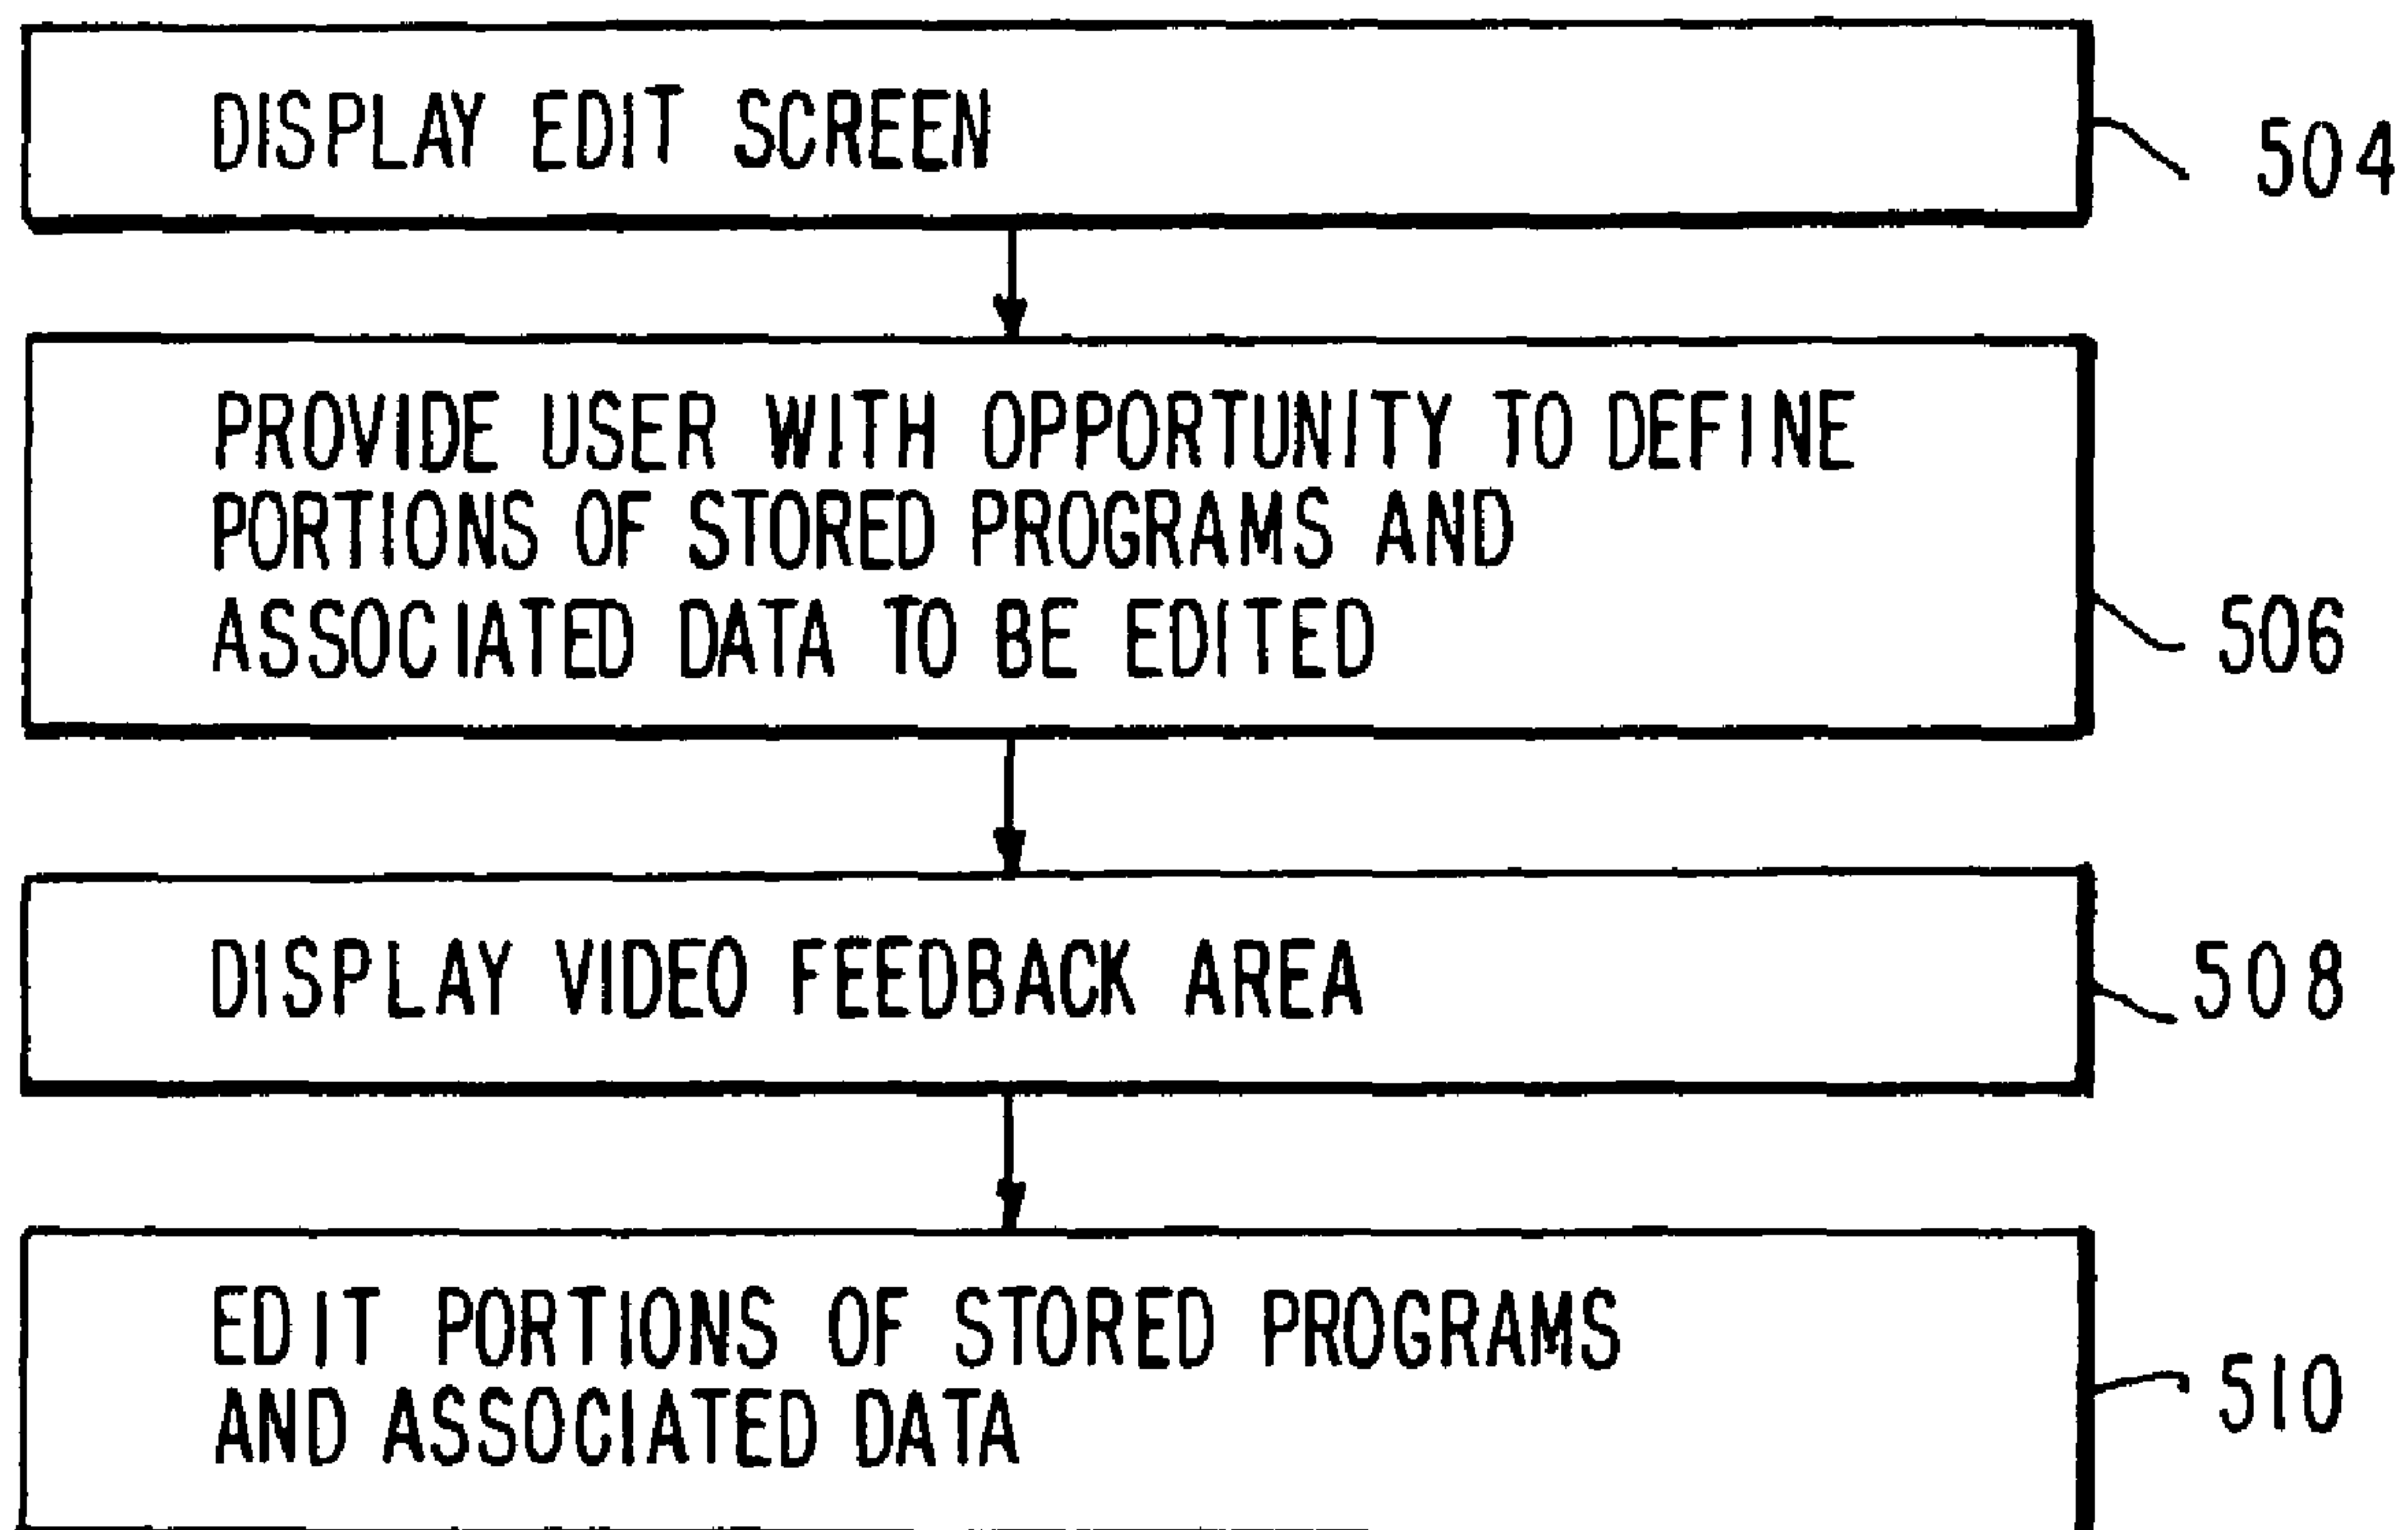 DISPLAY EDIT SCREEN
504
PROVIDE USER WITH OPPORTUNITY TO DEFINE
PORTIONS OF STORED PROGRAMS AND
ASSOCIATED DATA TO BE EDITED
506
DISPLAY VIDEO FEEDBACK AREA
508
EDIT PORTIONS OF STORED PROGRAMS
AND ASSOCIATED DATA
510